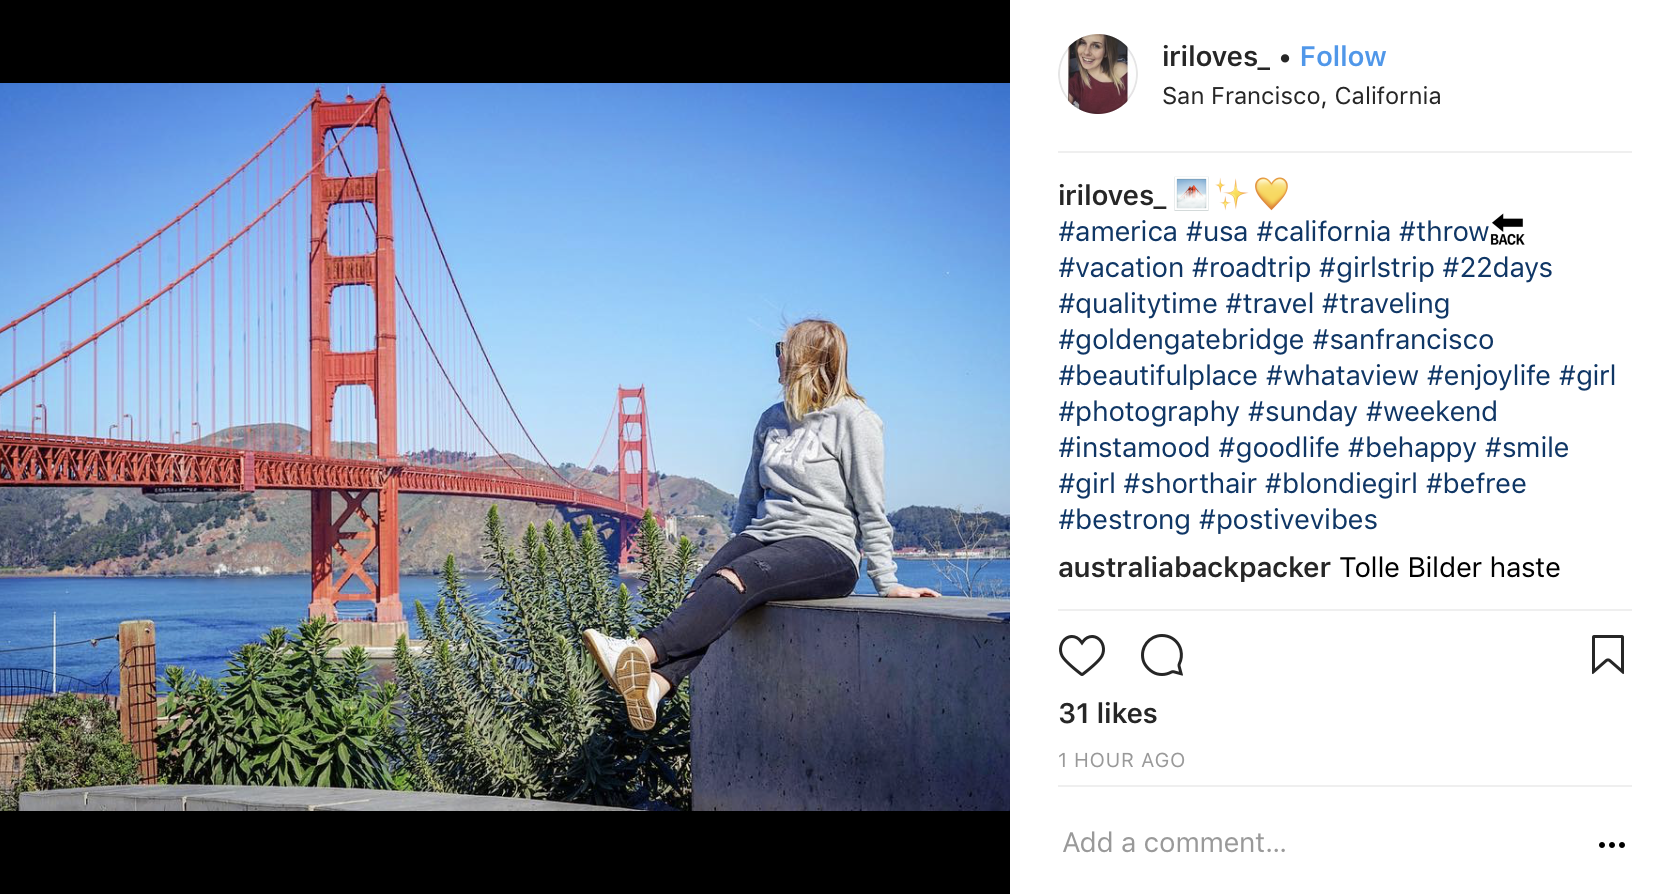 iriloves_ • Follow
San Francisco, California
iriloves_ 🌁✨💛
#america #usa #california #throw🔙
#vacation #roadtrip #girlstrip #22days
#qualitytime #travel #traveling
#goldengatebridge #sanfrancisco
#beautifulplace #whataview #enjoylife #girl
#photography #sunday #weekend
#instamood #goodlife #behappy #smile
#girl #shorthair #blondiegirl #befree
#bestrong #postivevibes
australiabackpacker Tolle Bilder haste
31 likes
1 HOUR AGO
Add a comment...